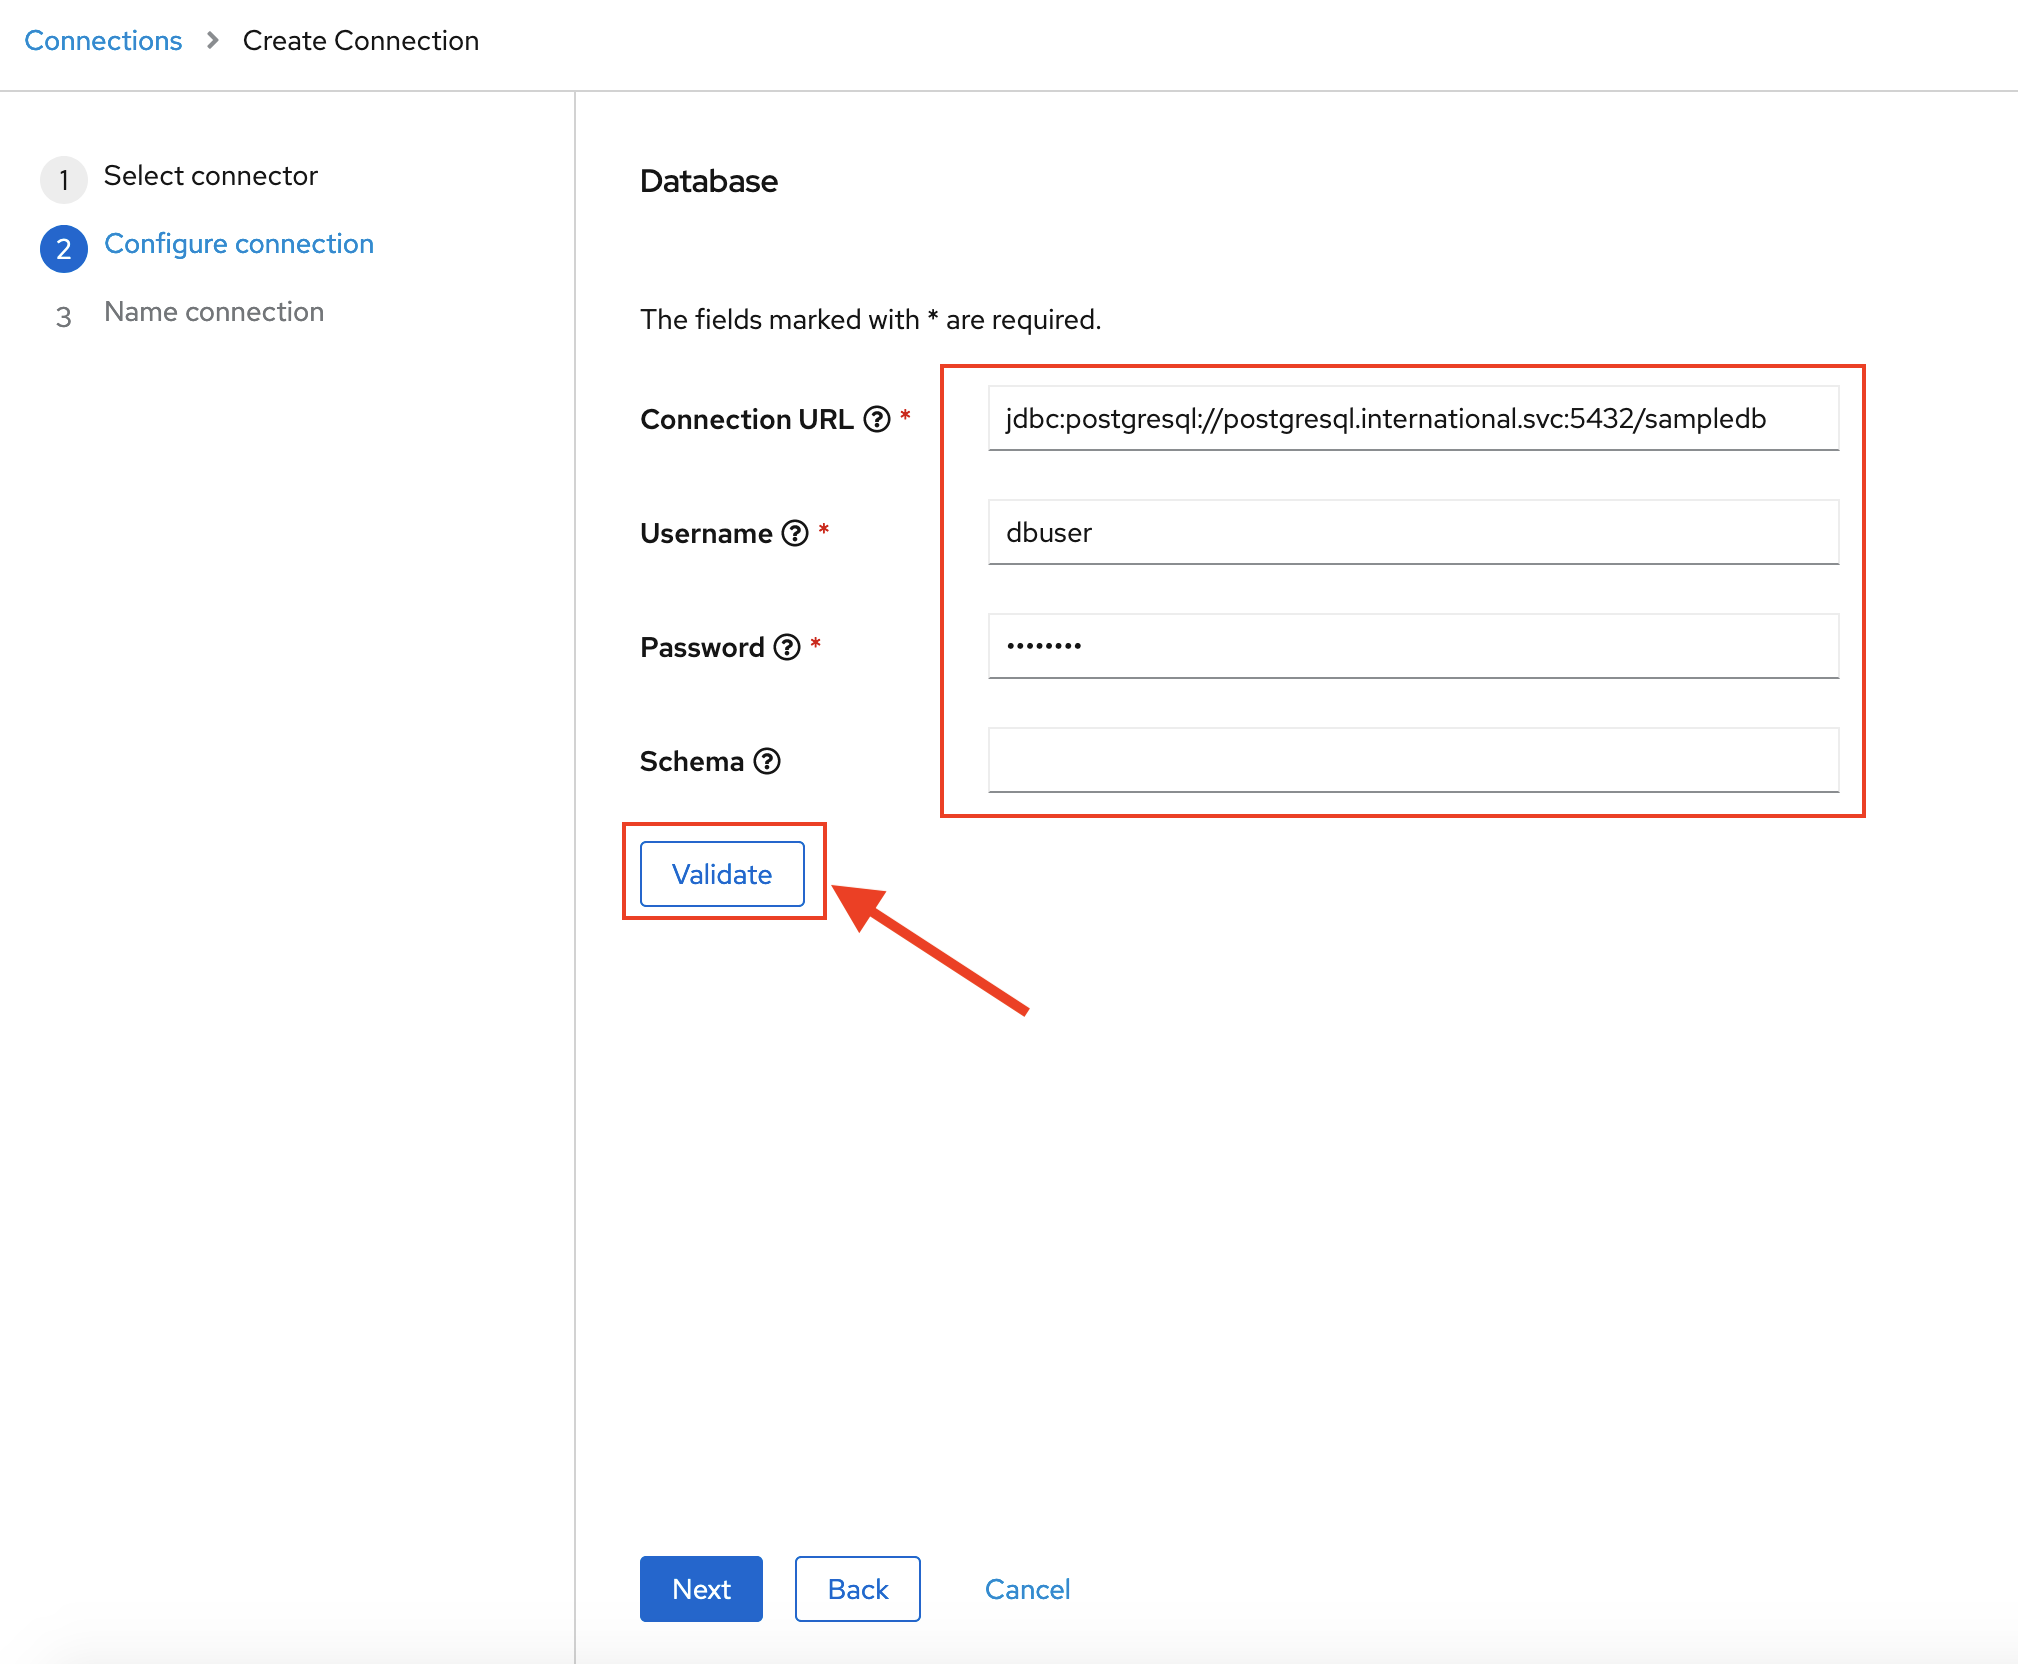 Connections > Create Connection
1 Select connector
2 Configure connection
3 Name connection
Database
The fields marked with * are required.
Connection URL ? * jdbc:postgresql://postgresql.international.svc:5432/sampledb
Username ? * dbuser
Password ? * ••••••••
Schema ?
Validate
Next Back Cancel